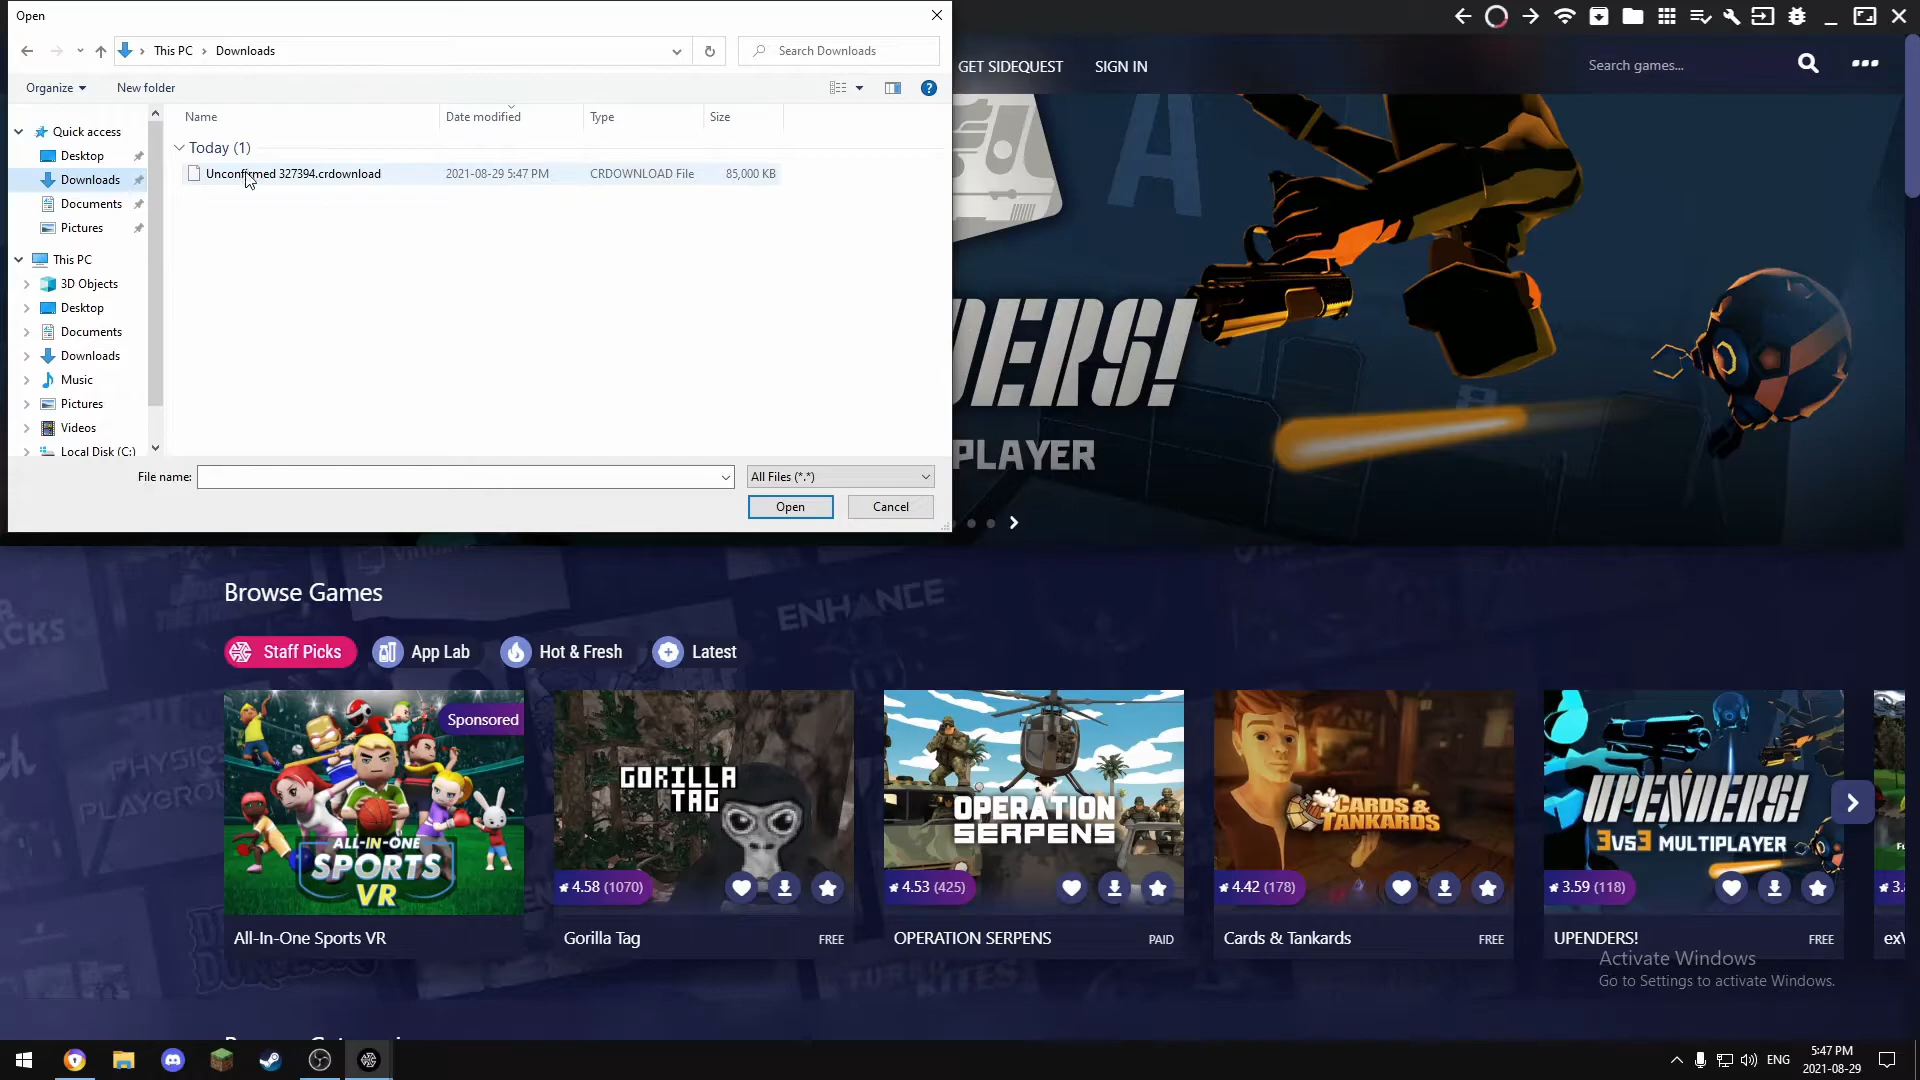 Open
This PC
Downloads
Search Downloads
Organize
New folder
Name
Date modified
Type
Size
Quick access
Desktop
Downloads
Documents
Pictures
This PC
3D Objects
Desktop
Documents
Downloads
Music
Pictures
Videos
Local Disk (C:)
Today (1)
Unconfirmed 327394.crdownload
2021-08-29 5:47 PM
CRDOWNLOAD File
85,000 KB
File name:
All Files (*.*)
Open
Cancel
GET SIDEQUEST
SIGN IN
Search games...
A
DERS!
PLAYER
ENHANCE
Browse Games
Staff Picks
App Lab
Hot & Fresh
Latest
PHYSICS
PLAYGROU
Sponsored
ALL-IN-ONE
SPORTS
VR
All-In-One Sports VR
GORILLA
TAG
4.58 (1070)
Gorilla Tag
FREE
OPERATION
SERPENS
4.53 (425)
OPERATION SERPENS
PAID
CARDS &
TANKARDS
4.42 (178)
Cards & Tankards
FREE
UPENDERS!
3VS3 MULTIPLAYER
3.59 (118)
UPENDERS!
FREE
3.
exV
Activate Windows
Go to Settings to activate Windows.
ENG
5:47 PM
2021-08-29